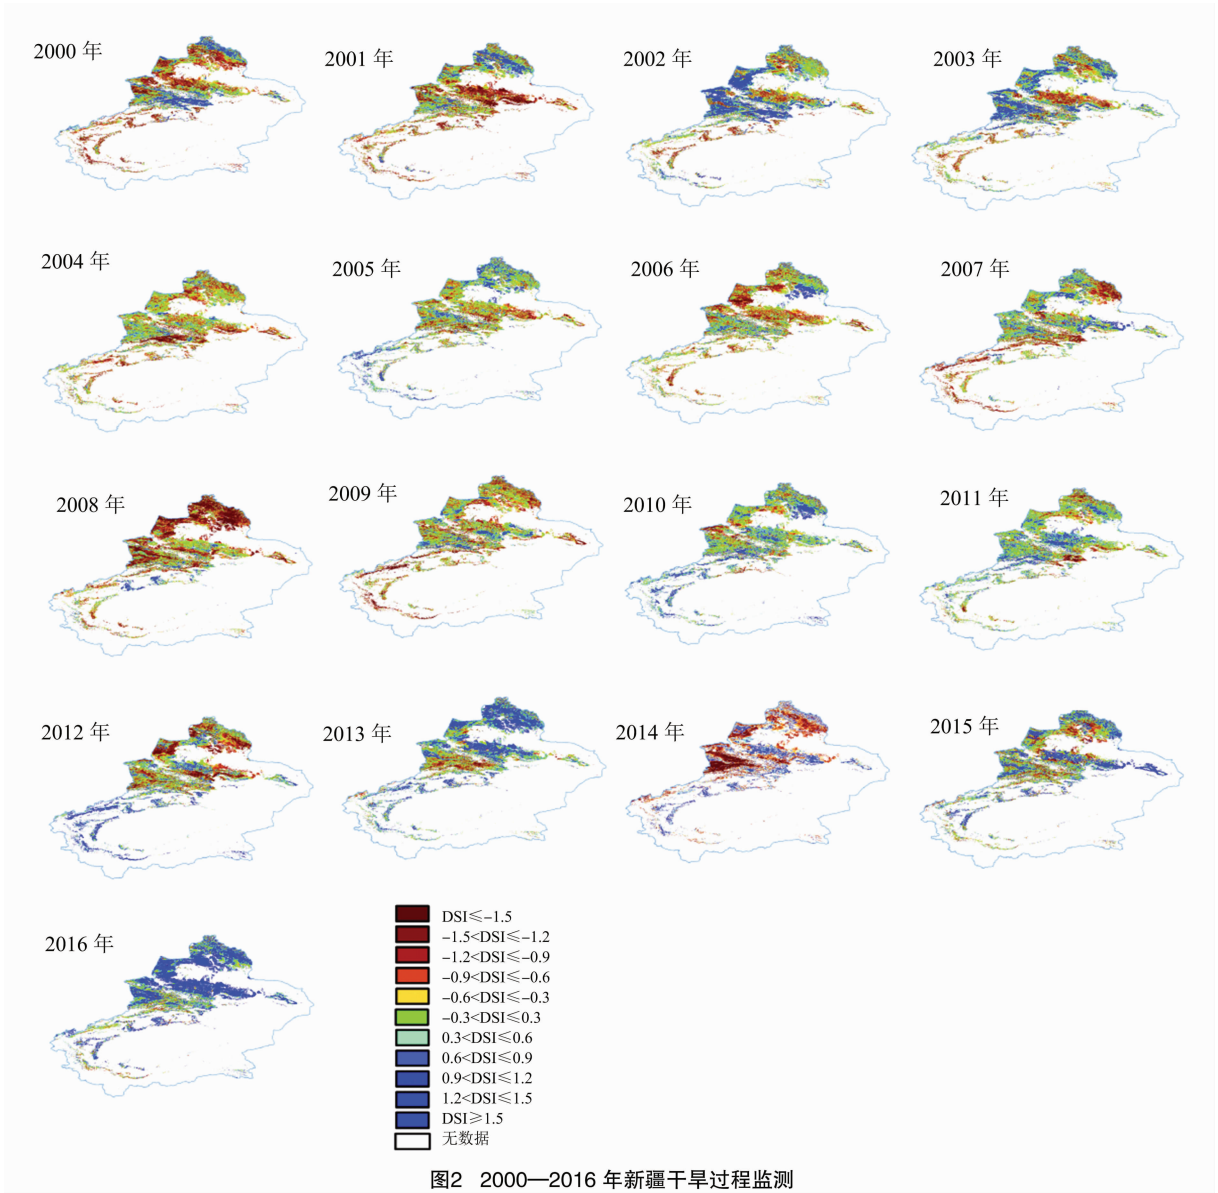 2000 年
2001 年
2002 年
2003 年
2004 年
2005 年
2006 年
2007 年
2008 年
2009 年
2010 年
2011 年
2012 年
2013 年
2014 年
2015 年
2016 年
DSI≤-1.5
-1.5<DSI≤-1.2
-1.2<DSI≤-0.9
-0.9<DSI≤-0.6
-0.6<DSI≤-0.3
-0.3<DSI≤0.3
0.3<DSI≤0.6
0.6<DSI≤0.9
0.9<DSI≤1.2
1.2<DSI≤1.5
DSI≥1.5
无数据
图2 2000—2016 年新疆干旱过程监测